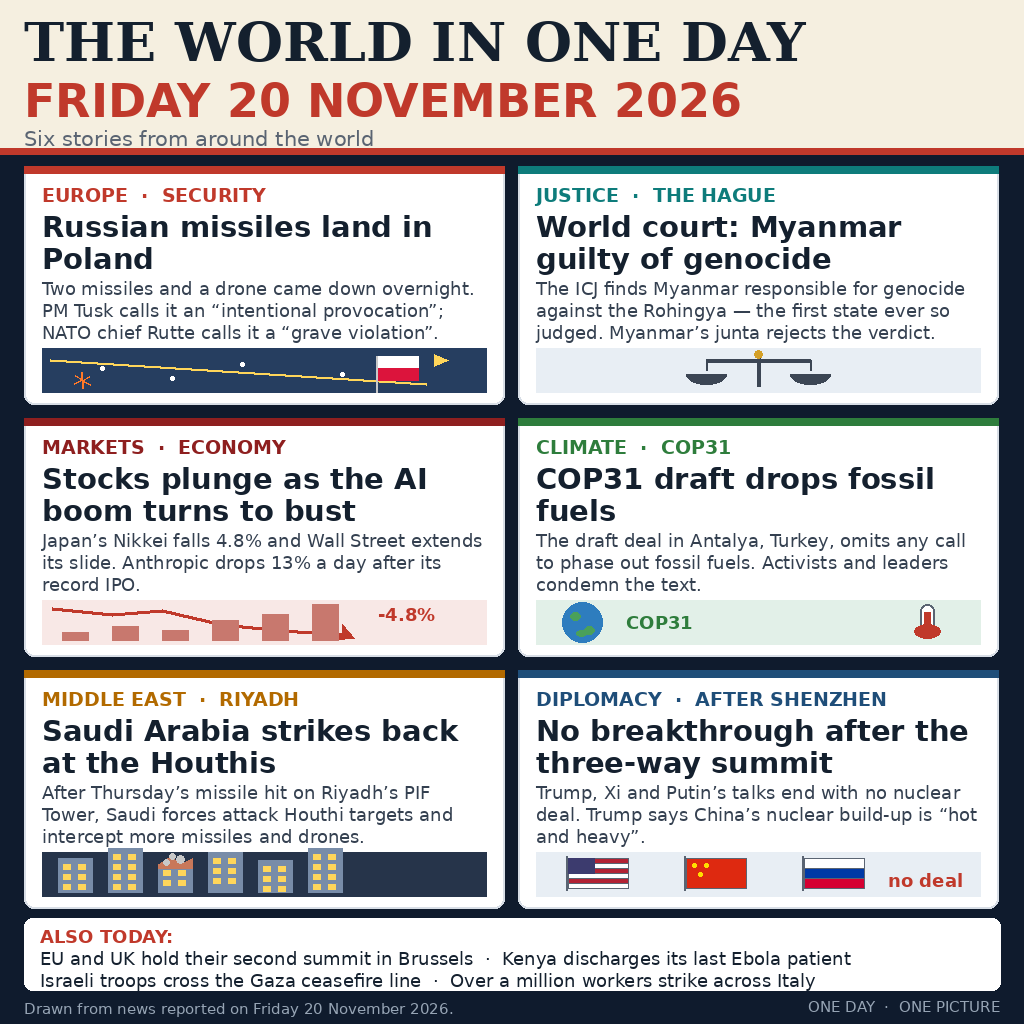 THE WORLD IN ONE DAY
FRIDAY 20 NOVEMBER 2026
Six stories from around the world
EUROPE · SECURITY
Russian missiles land in
Poland
Two missiles and a drone came down overnight.
PM Tusk calls it an “intentional provocation”;
NATO chief Rutte calls it a “grave violation”.
JUSTICE · THE HAGUE
World court: Myanmar
guilty of genocide
The ICJ finds Myanmar responsible for genocide
against the Rohingya — the first state ever so
judged. Myanmar’s junta rejects the verdict.
MARKETS · ECONOMY
Stocks plunge as the AI
boom turns to bust
Japan’s Nikkei falls 4.8% and Wall Street extends
its slide. Anthropic drops 13% a day after its
record IPO.
-4.8%
CLIMATE · COP31
COP31 draft drops fossil
fuels
The draft deal in Antalya, Turkey, omits any call
to phase out fossil fuels. Activists and leaders
condemn the text.
COP31
MIDDLE EAST · RIYADH
Saudi Arabia strikes back
at the Houthis
After Thursday’s missile hit on Riyadh’s PIF
Tower, Saudi forces attack Houthi targets and
intercept more missiles and drones.
DIPLOMACY · AFTER SHENZHEN
No breakthrough after the
three-way summit
Trump, Xi and Putin’s talks end with no nuclear
deal. Trump says China’s nuclear build-up is “hot
and heavy”.
no deal
ALSO TODAY:
EU and UK hold their second summit in Brussels · Kenya discharges its last Ebola patient
Israeli troops cross the Gaza ceasefire line · Over a million workers strike across Italy
Drawn from news reported on Friday 20 November 2026.
ONE DAY · ONE PICTURE